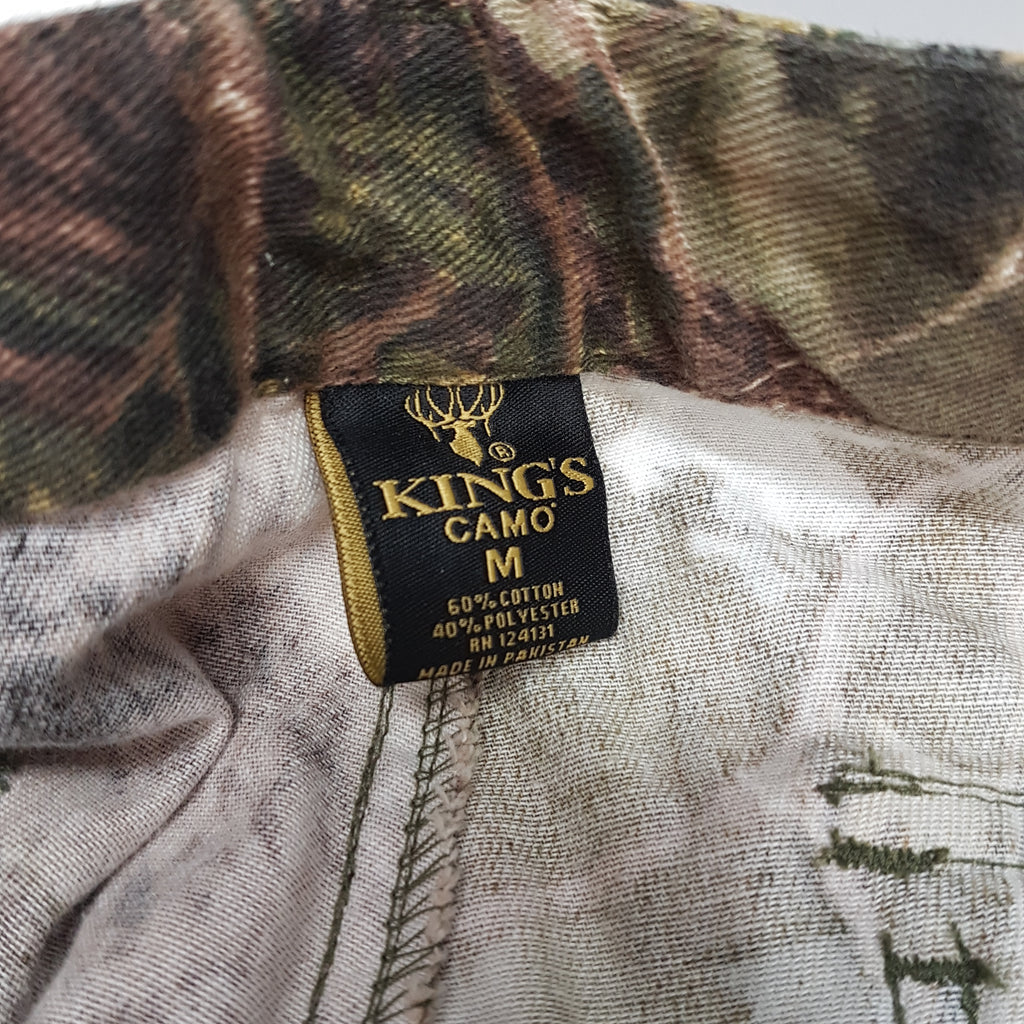 ®
KING'S
CAMO®
M
60% COTTON
40% POLYESTER
RN 124131
MADE IN PAKISTAN